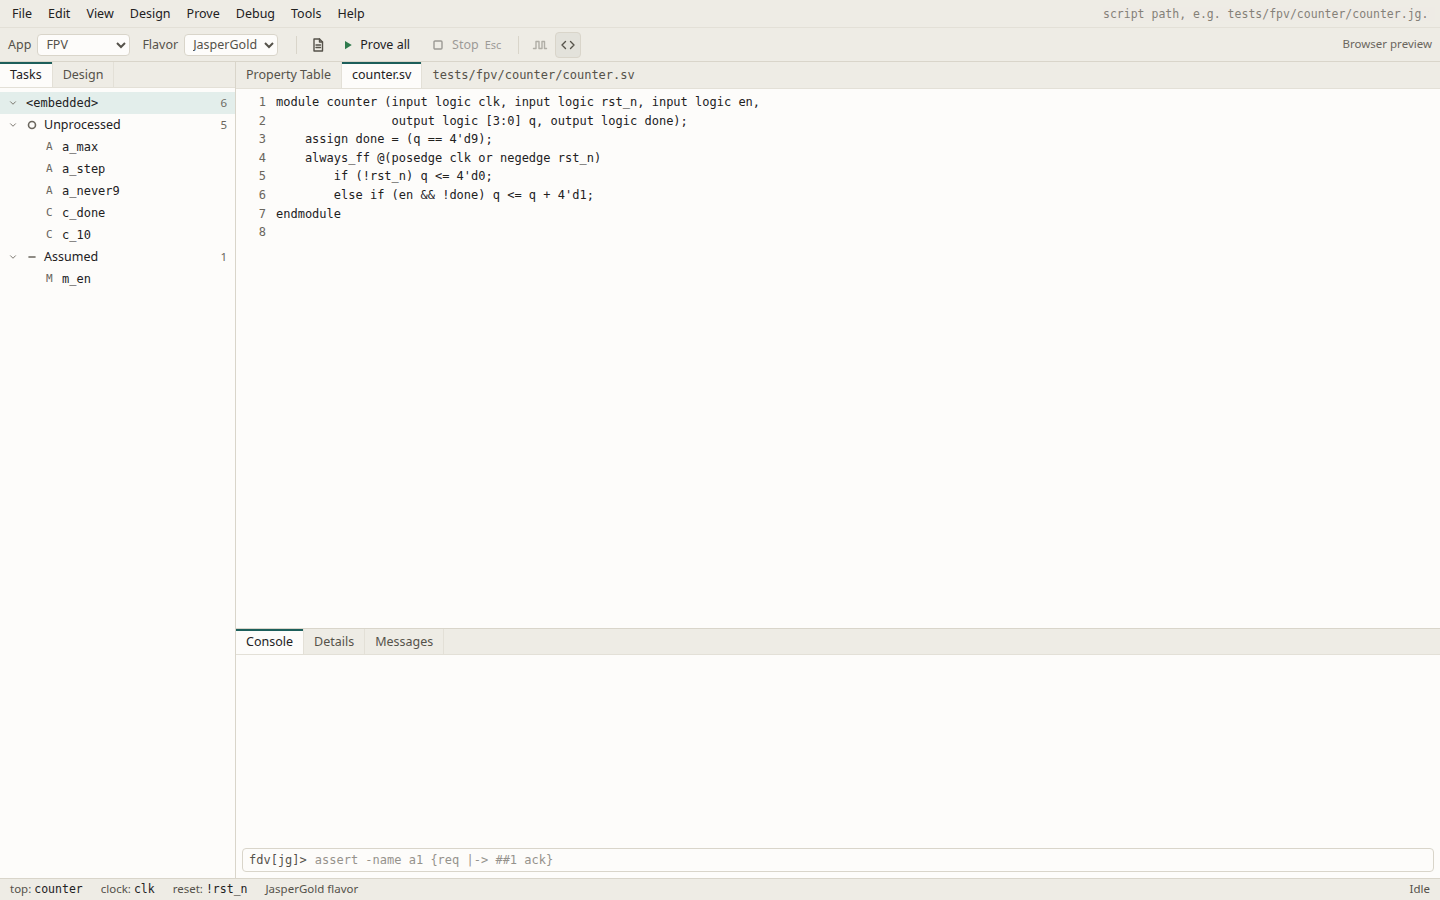 File Edit View Design Prove Debug Tools Help script path, e.g. tests/fpv/counter/counter.jg.
App FPV Flavor JasperGold Prove all Stop Esc Browser preview
Tasks Design Property Table counter.sv tests/fpv/counter/counter.sv
<embedded> 6
Unprocessed 5
A a_max
A a_step
A a_never9
C c_done
C c_10
Assumed 1
M m_en
1 module counter (input logic clk, input logic rst_n, input logic en,
2                 output logic [3:0] q, output logic done);
3     assign done = (q == 4'd9);
4     always_ff @(posedge clk or negedge rst_n)
5         if (!rst_n) q <= 4'd0;
6         else if (en && !done) q <= q + 4'd1;
7 endmodule
8
Console Details Messages
fdv[jg]> assert -name a1 {req |-> ##1 ack}
top: counter clock: clk reset: !rst_n JasperGold flavor Idle